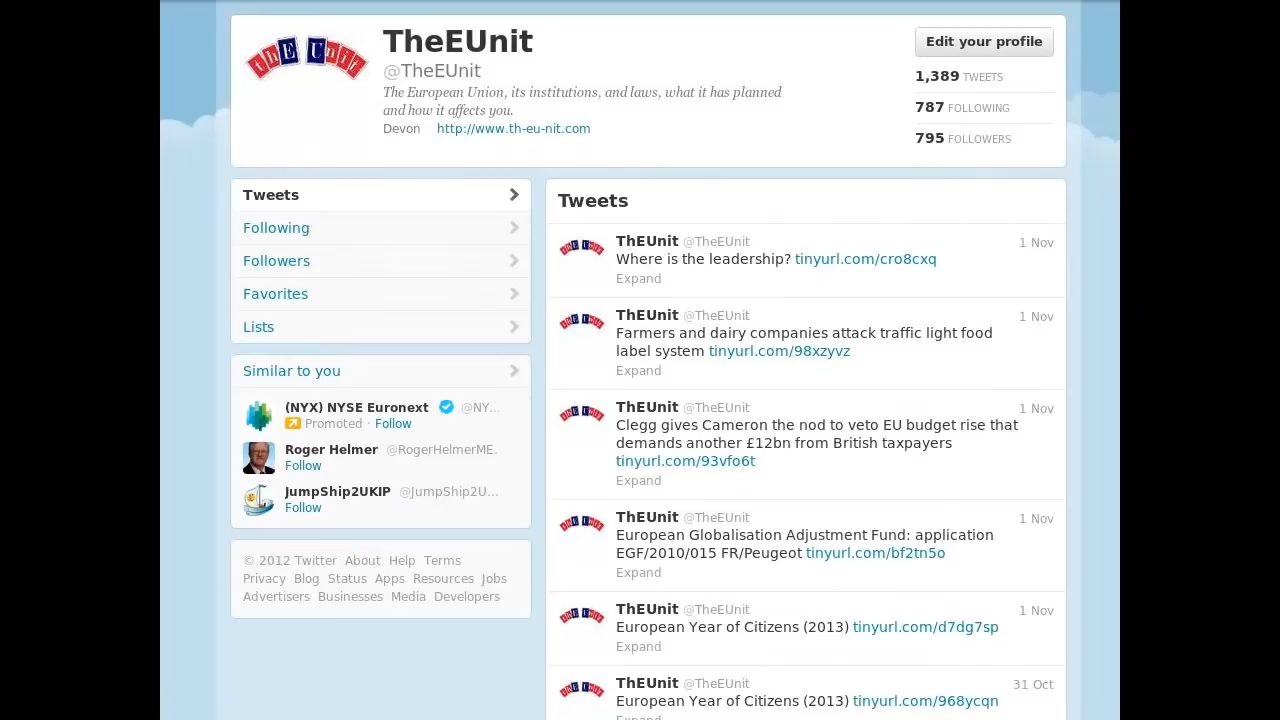 thE Unit
TheEUnit
@TheEUnit
The European Union, its institutions, and laws, what it has planned
and how it affects you.
Devon http://www.th-eu-nit.com
Edit your profile
1,389 TWEETS
787 FOLLOWING
795 FOLLOWERS
Tweets
Following
Followers
Favorites
Lists
Similar to you
(NYX) NYSE Euronext @NY...
Promoted · Follow
Roger Helmer @RogerHelmerME.
Follow
JumpShip2UKIP @JumpShip2U...
Follow
© 2012 Twitter About Help Terms
Privacy Blog Status Apps Resources Jobs
Advertisers Businesses Media Developers
Tweets
ThEUnit @TheEUnit 1 Nov
Where is the leadership? tinyurl.com/cro8cxq
Expand
ThEUnit @TheEUnit 1 Nov
Farmers and dairy companies attack traffic light food
label system tinyurl.com/98xzyvz
Expand
ThEUnit @TheEUnit 1 Nov
Clegg gives Cameron the nod to veto EU budget rise that
demands another £12bn from British taxpayers
tinyurl.com/93vfo6t
Expand
ThEUnit @TheEUnit 1 Nov
European Globalisation Adjustment Fund: application
EGF/2010/015 FR/Peugeot tinyurl.com/bf2tn5o
Expand
ThEUnit @TheEUnit 1 Nov
European Year of Citizens (2013) tinyurl.com/d7dg7sp
Expand
ThEUnit @TheEUnit 31 Oct
European Year of Citizens (2013) tinyurl.com/968ycqn
Expand